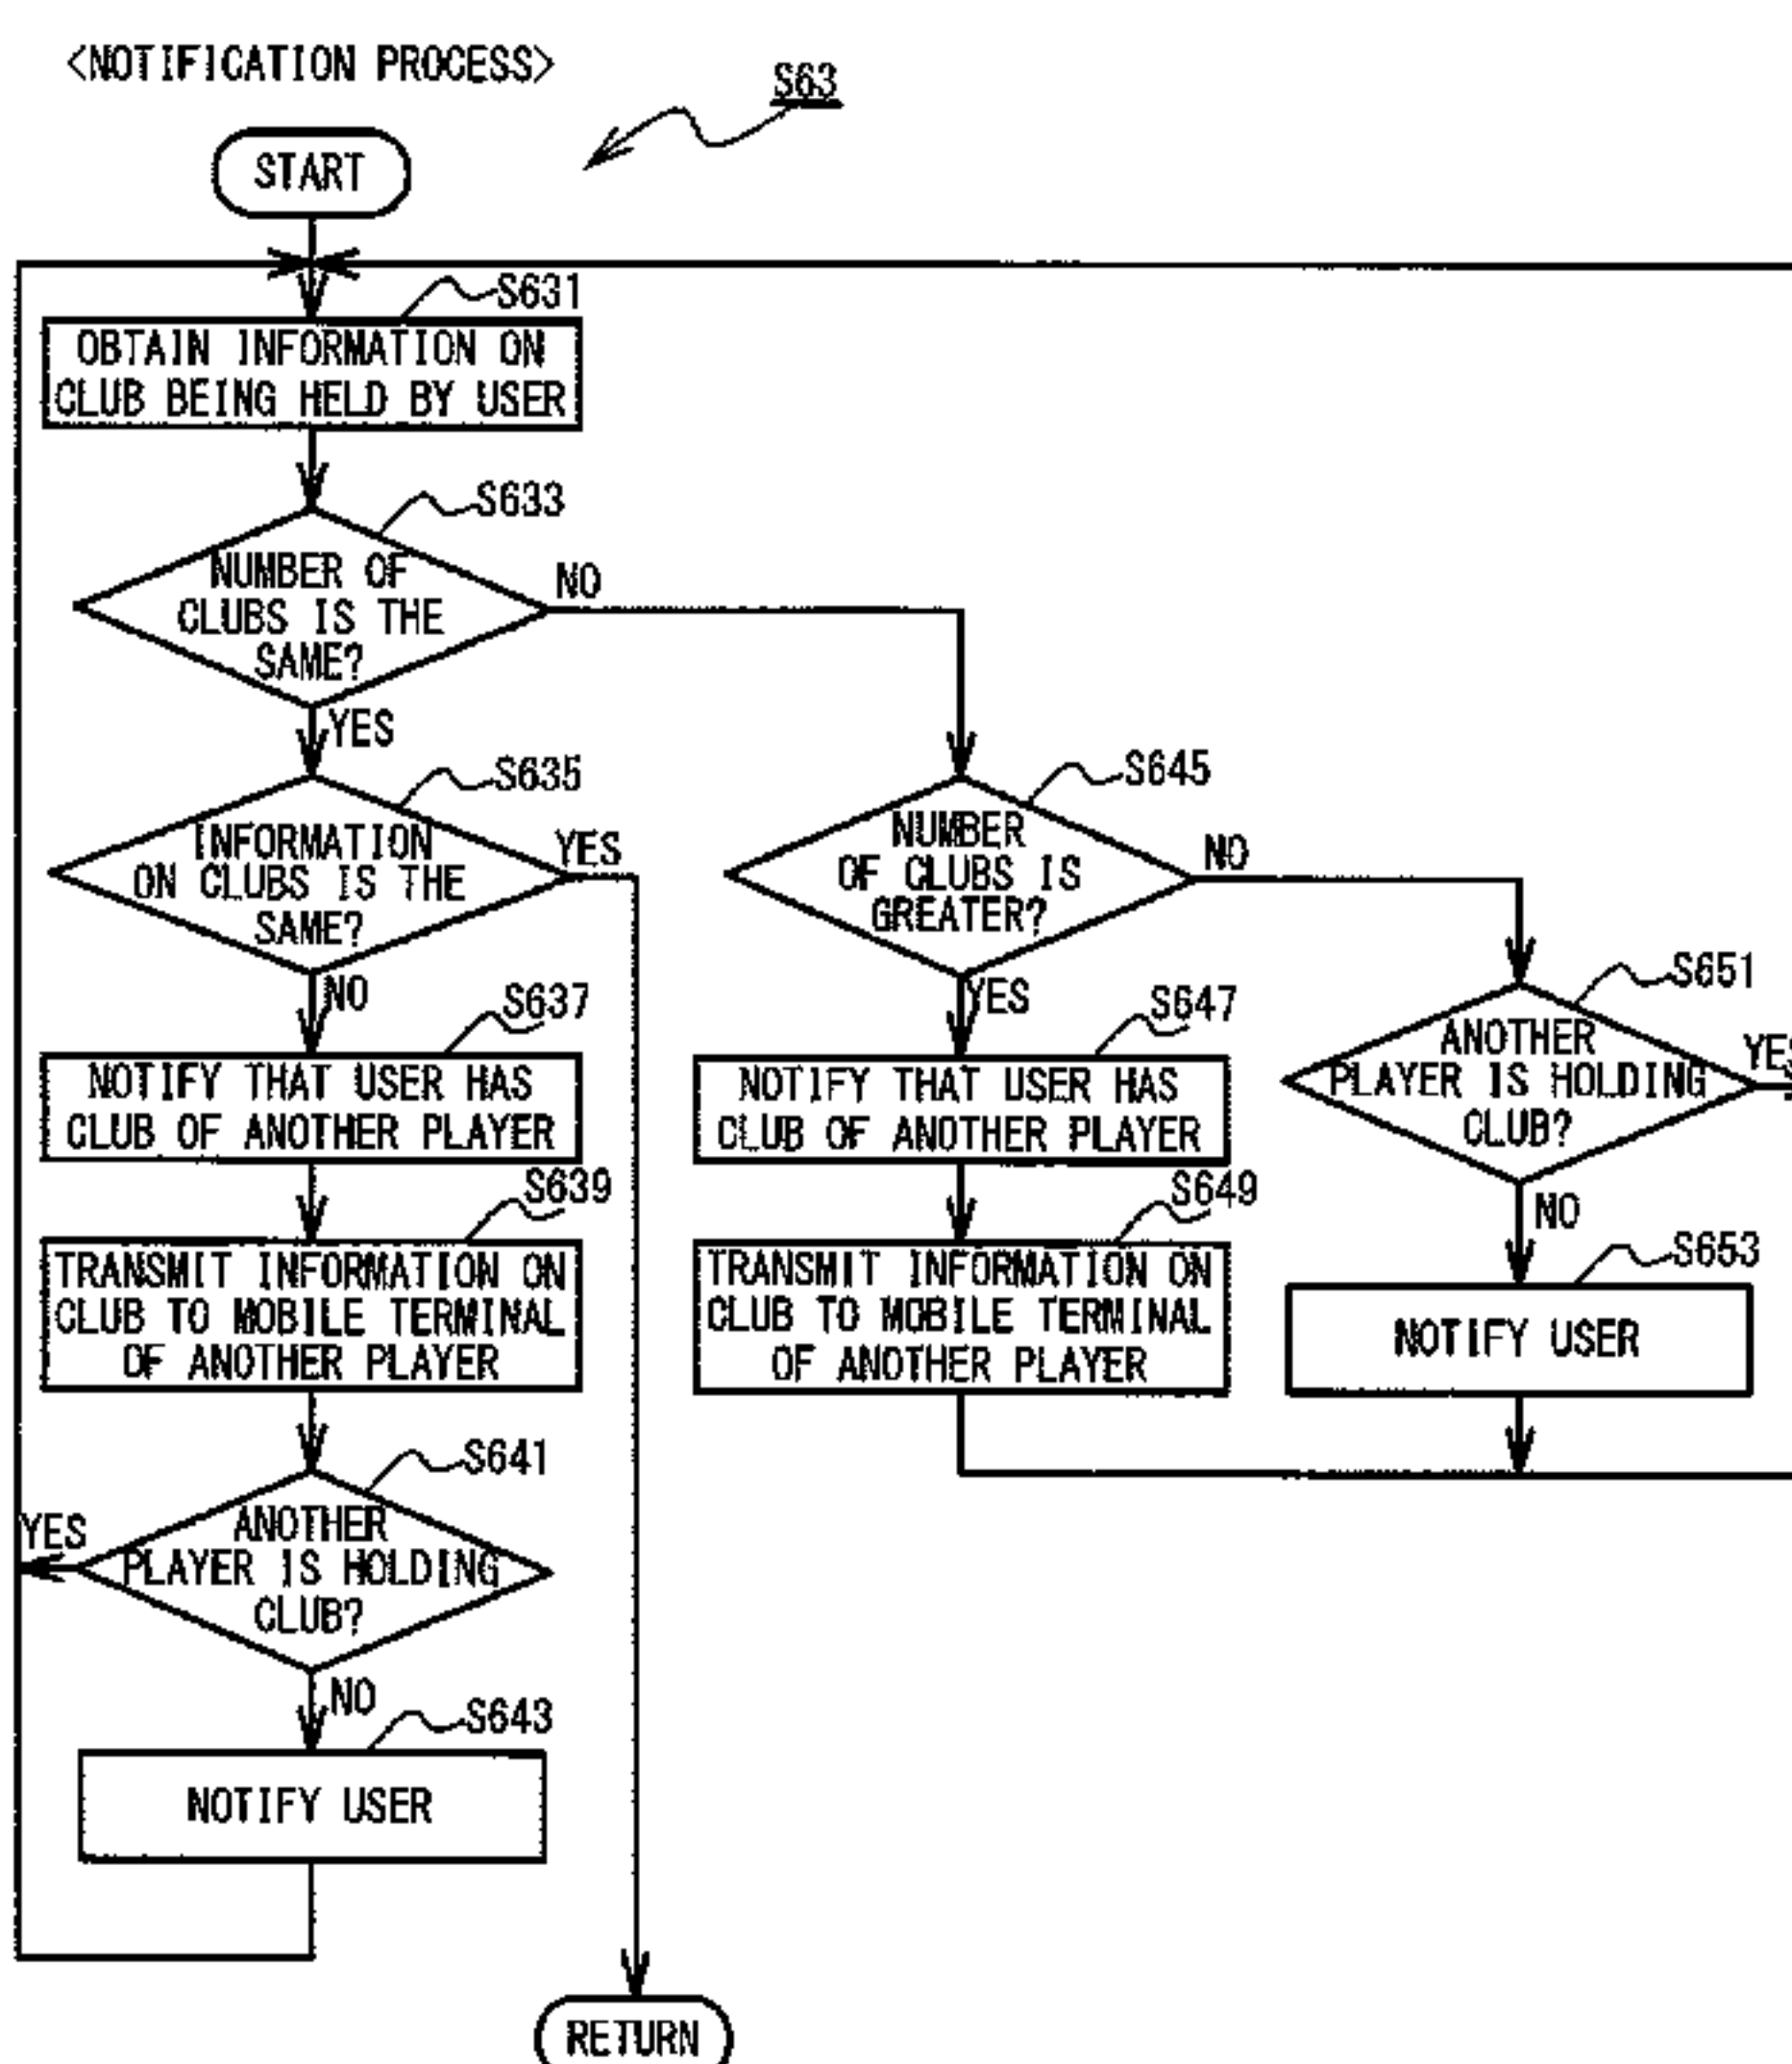 <NOTIFICATION PROCESS>
S63
START
S631
OBTAIN INFORMATION ON
CLUB BEING HELD BY USER
S633
NUMBER OF
CLUBS IS THE
SAME?
NO
YES
S635
INFORMATION
ON CLUBS IS THE
SAME?
YES
NO
S637
NOTIFY THAT USER HAS
CLUB OF ANOTHER PLAYER
S639
TRANSMIT INFORMATION ON
CLUB TO MOBILE TERMINAL
OF ANOTHER PLAYER
S641
ANOTHER
PLAYER IS HOLDING
CLUB?
YES
NO
S643
NOTIFY USER
S645
NUMBER
OF CLUBS IS
GREATER?
NO
YES
S647
NOTIFY THAT USER HAS
CLUB OF ANOTHER PLAYER
S649
TRANSMIT INFORMATION ON
CLUB TO MOBILE TERMINAL
OF ANOTHER PLAYER
S651
ANOTHER
PLAYER IS HOLDING
CLUB?
YES
NO
S653
NOTIFY USER
RETURN